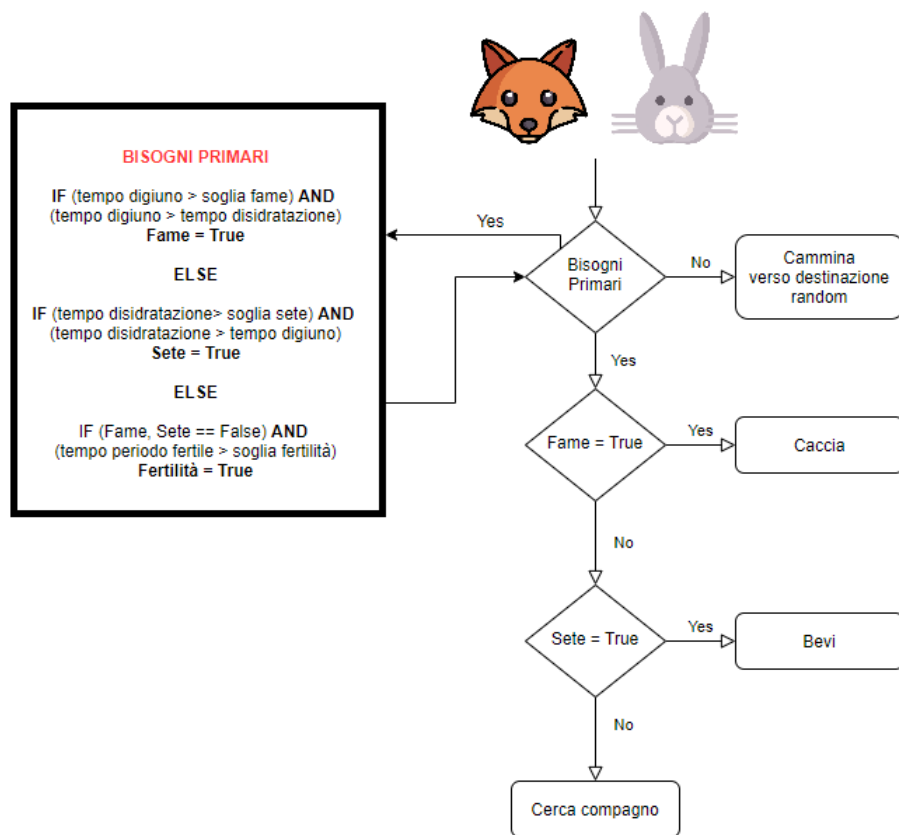 BISOGNI PRIMARI
IF (tempo digiuno > soglia fame) AND
(tempo digiuno > tempo disidratazione)
Fame = True
ELSE
IF (tempo disidratazione> soglia sete) AND
(tempo disidratazione > tempo digiuno)
Sete = True
ELSE
IF (Fame, Sete == False) AND
(tempo periodo fertile > soglia fertilità)
Fertilità = True
Yes
Bisogni
Primari
No
Cammina
verso destinazione
random
Yes
Fame = True
Yes
Caccia
No
Sete = True
Yes
Bevi
No
Cerca compagno